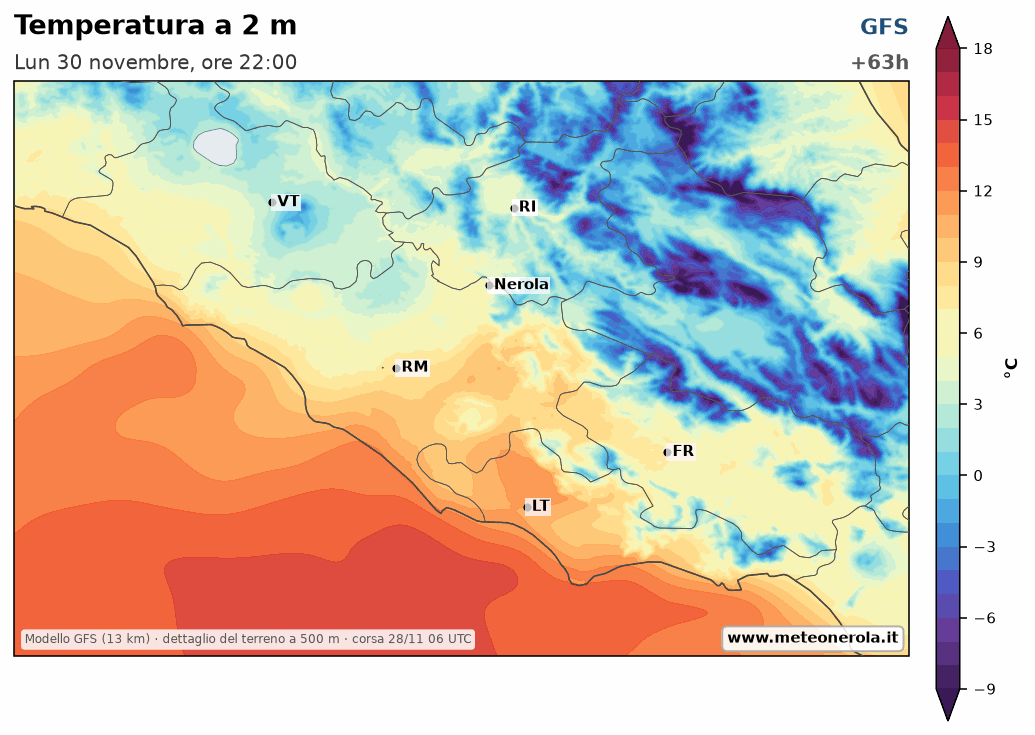 Temperatura a 2 m
GFS
Lun 30 novembre, ore 22:00
+63h
18
15
12
9
6
3
0
−3
−6
−9
°C
VT
RI
Nerola
RM
FR
LT
Modello GFS (13 km) · dettaglio del terreno a 500 m · corsa 28/11 06 UTC
www.meteonerola.it